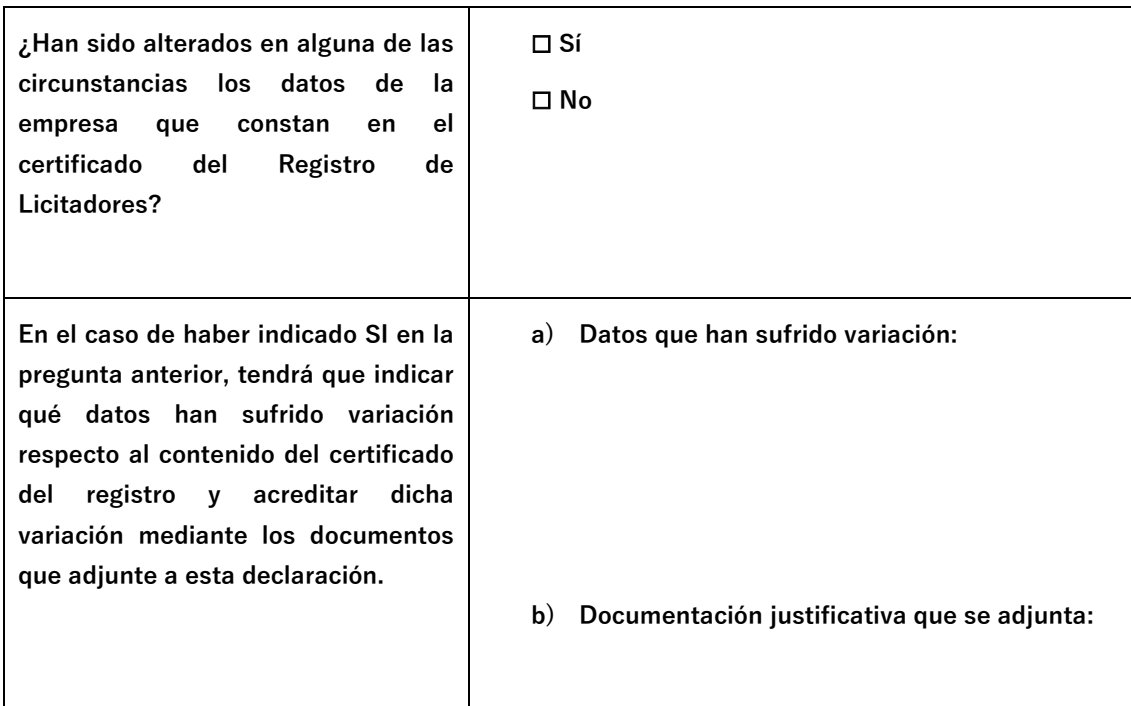 ¿Han sido alterados en alguna de las
circunstancias los datos de la
empresa que constan en el
certificado del Registro de
Licitadores?
☐ Sí
☐ No
En el caso de haber indicado SI en la
pregunta anterior, tendrá que indicar
qué datos han sufrido variación
respecto al contenido del certificado
del registro y acreditar dicha
variación mediante los documentos
que adjunte a esta declaración.
a) Datos que han sufrido variación:
b) Documentación justificativa que se adjunta: